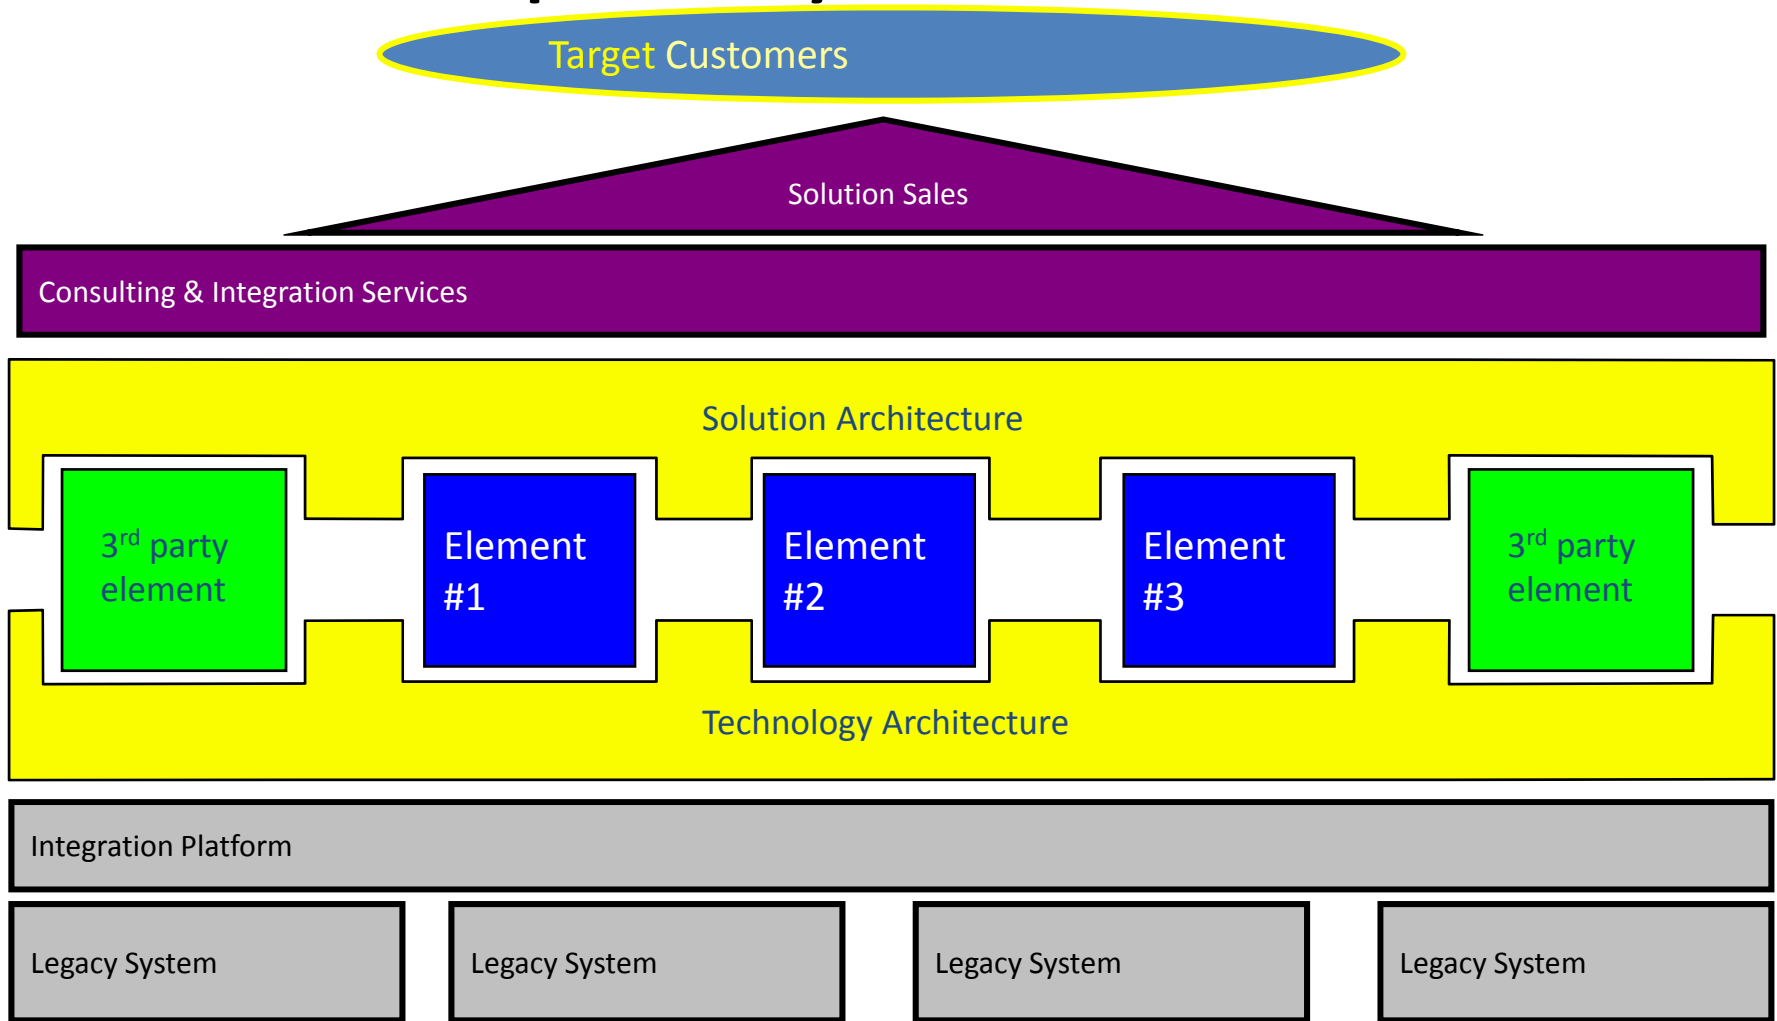 Target Customers
Solution Sales
Consulting & Integration Services
Solution Architecture
3rd party
element
Element
#1
Element
#2
Element
#3
3rd party
element
Technology Architecture
Integration Platform
Legacy System
Legacy System
Legacy System
Legacy System